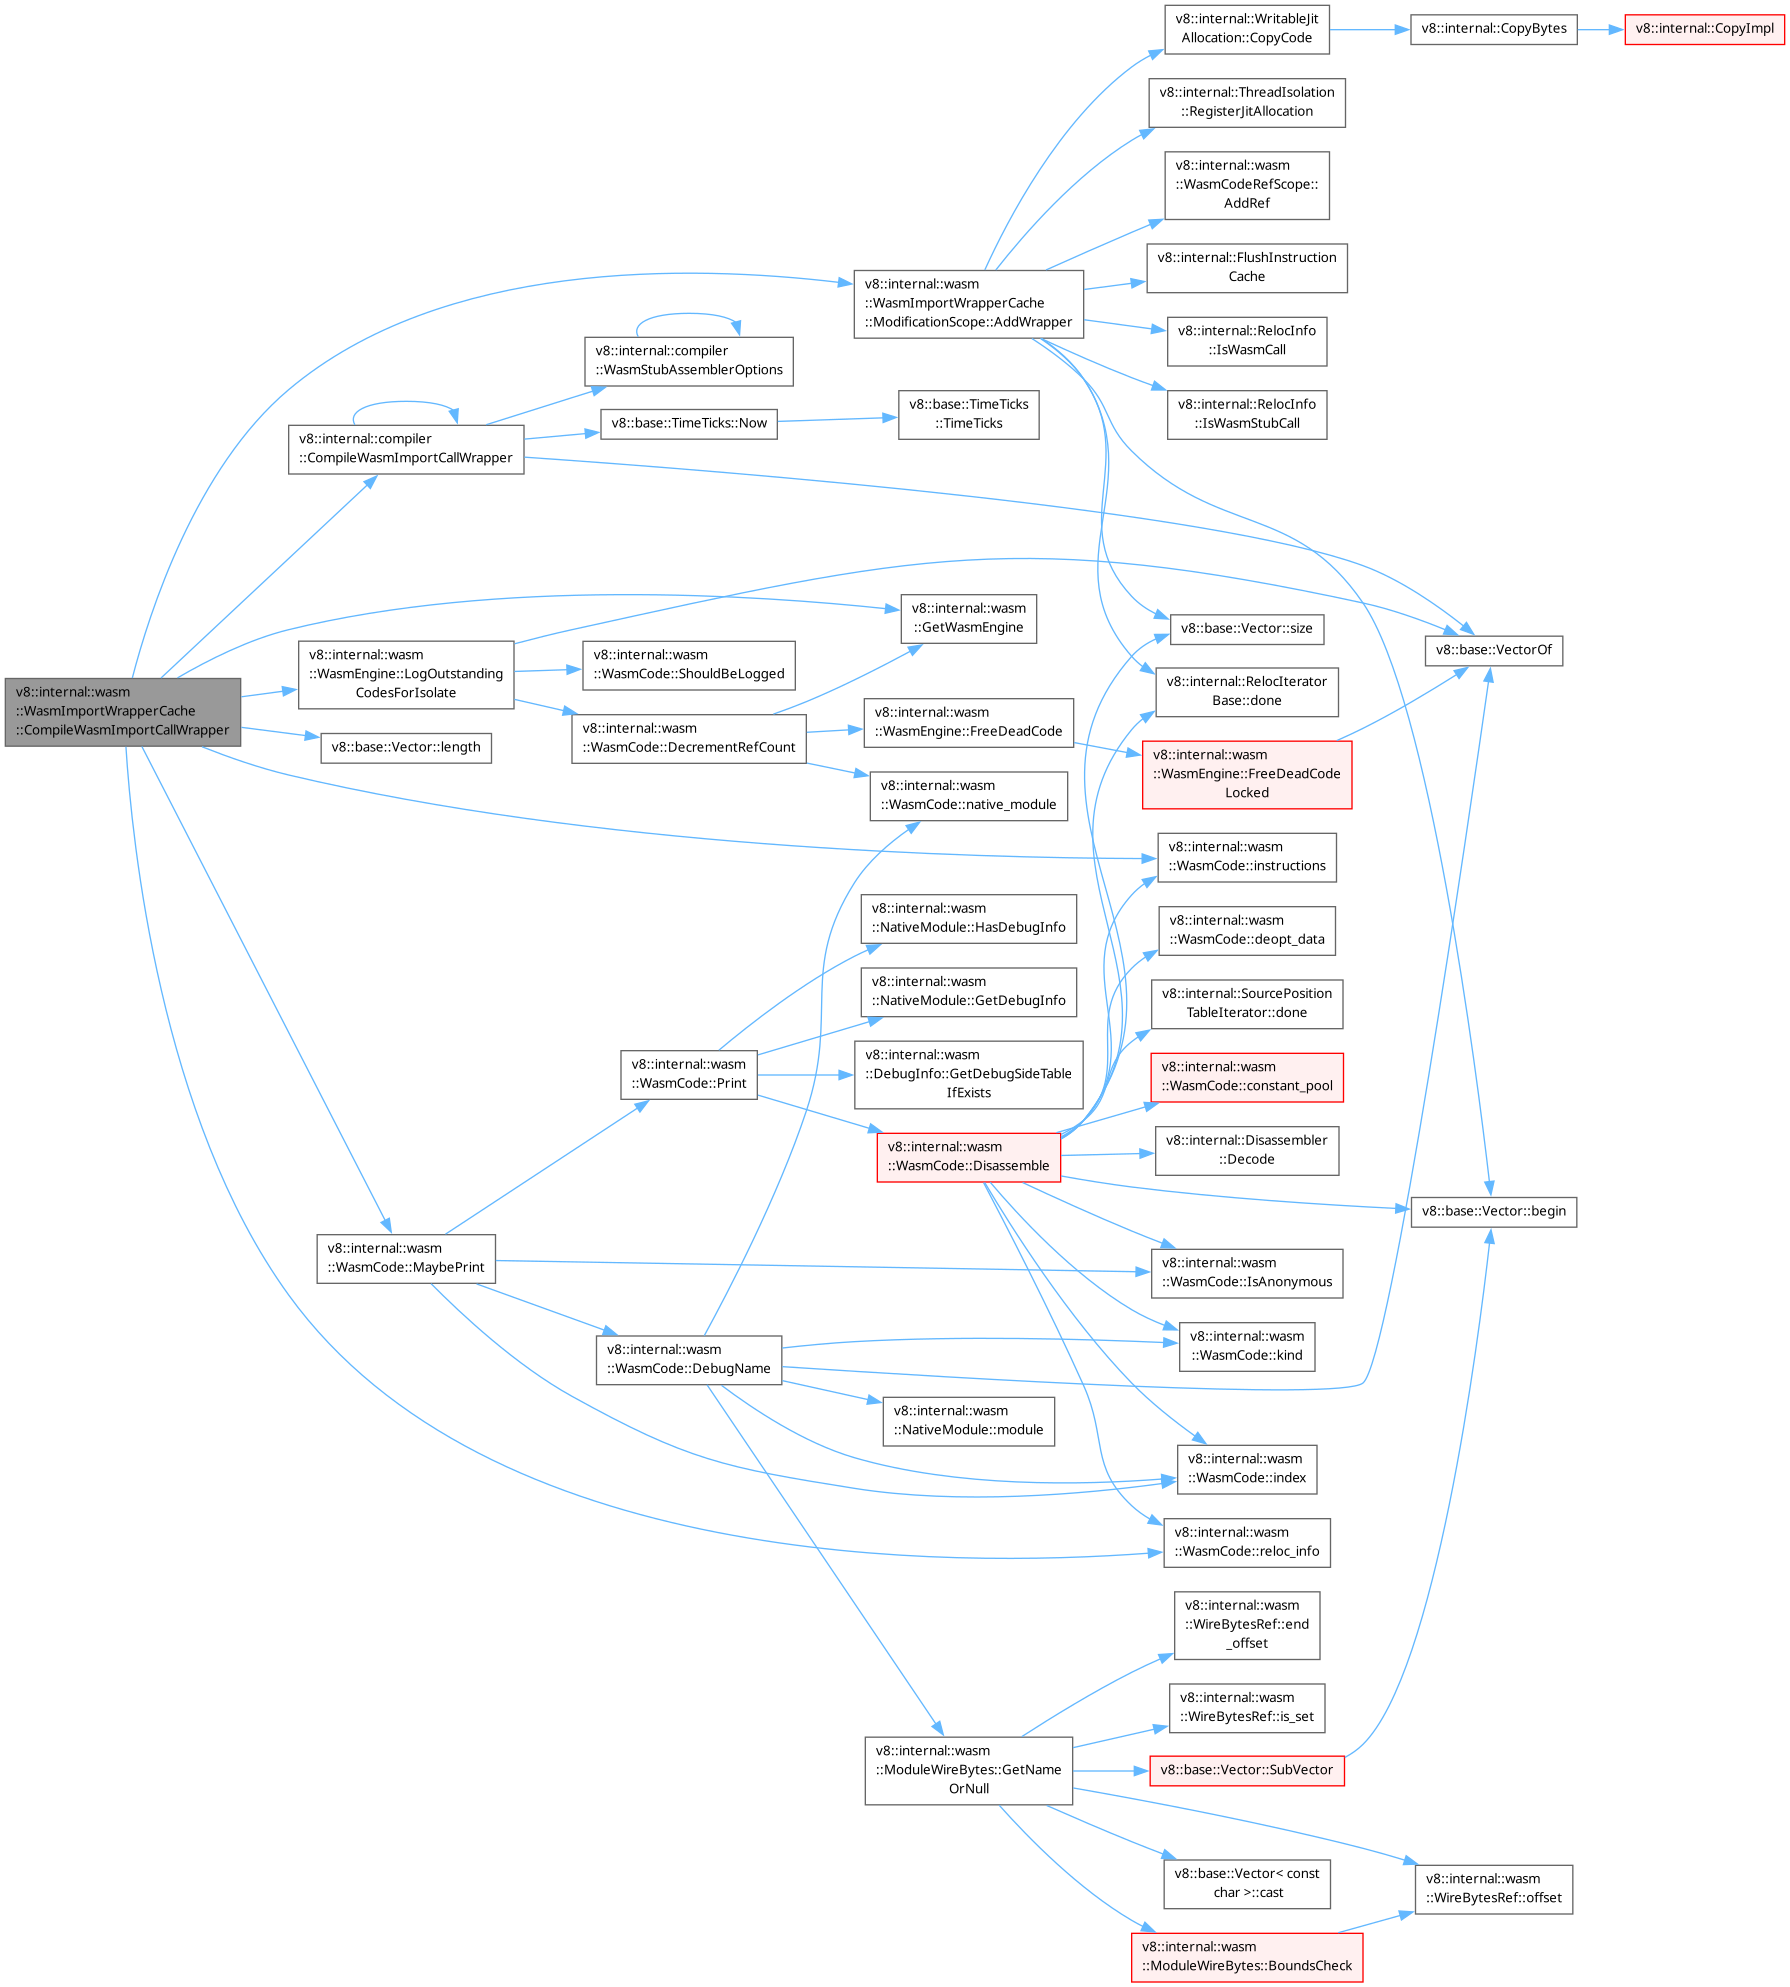 v8::internal::WritableJit
Allocation::CopyCode
v8::internal::CopyBytes
v8::internal::CopyImpl
v8::internal::ThreadIsolation
::RegisterJitAllocation
v8::internal::wasm
::WasmCodeRefScope::
AddRef
v8::internal::FlushInstruction
Cache
v8::internal::wasm
::WasmImportWrapperCache
::ModificationScope::AddWrapper
v8::internal::RelocInfo
::IsWasmCall
v8::internal::compiler
::WasmStubAssemblerOptions
v8::internal::RelocInfo
::IsWasmStubCall
v8::base::TimeTicks::Now
v8::base::TimeTicks
::TimeTicks
v8::internal::compiler
::CompileWasmImportCallWrapper
v8::internal::wasm
::GetWasmEngine
v8::base::Vector::size
v8::base::VectorOf
v8::internal::wasm
::WasmEngine::LogOutstanding
CodesForIsolate
v8::internal::wasm
::WasmCode::ShouldBeLogged
v8::internal::RelocIterator
Base::done
v8::internal::wasm
::WasmImportWrapperCache
::CompileWasmImportCallWrapper
v8::base::Vector::length
v8::internal::wasm
::WasmCode::DecrementRefCount
v8::internal::wasm
::WasmEngine::FreeDeadCode
v8::internal::wasm
::WasmEngine::FreeDeadCode
Locked
v8::internal::wasm
::WasmCode::native_module
v8::internal::wasm
::WasmCode::instructions
v8::internal::wasm
::NativeModule::HasDebugInfo
v8::internal::wasm
::WasmCode::deopt_data
v8::internal::wasm
::NativeModule::GetDebugInfo
v8::internal::SourcePosition
TableIterator::done
v8::internal::wasm
::WasmCode::Print
v8::internal::wasm
::DebugInfo::GetDebugSideTable
IfExists
v8::internal::wasm
::WasmCode::constant_pool
v8::internal::wasm
::WasmCode::Disassemble
v8::internal::Disassembler
::Decode
v8::base::Vector::begin
v8::internal::wasm
::WasmCode::MaybePrint
v8::internal::wasm
::WasmCode::IsAnonymous
v8::internal::wasm
::WasmCode::DebugName
v8::internal::wasm
::WasmCode::kind
v8::internal::wasm
::NativeModule::module
v8::internal::wasm
::WasmCode::index
v8::internal::wasm
::WasmCode::reloc_info
v8::internal::wasm
::WireBytesRef::end
_offset
v8::internal::wasm
::WireBytesRef::is_set
v8::internal::wasm
::ModuleWireBytes::GetName
OrNull
v8::base::Vector::SubVector
v8::base::Vector< const
char >::cast
v8::internal::wasm
::WireBytesRef::offset
v8::internal::wasm
::ModuleWireBytes::BoundsCheck